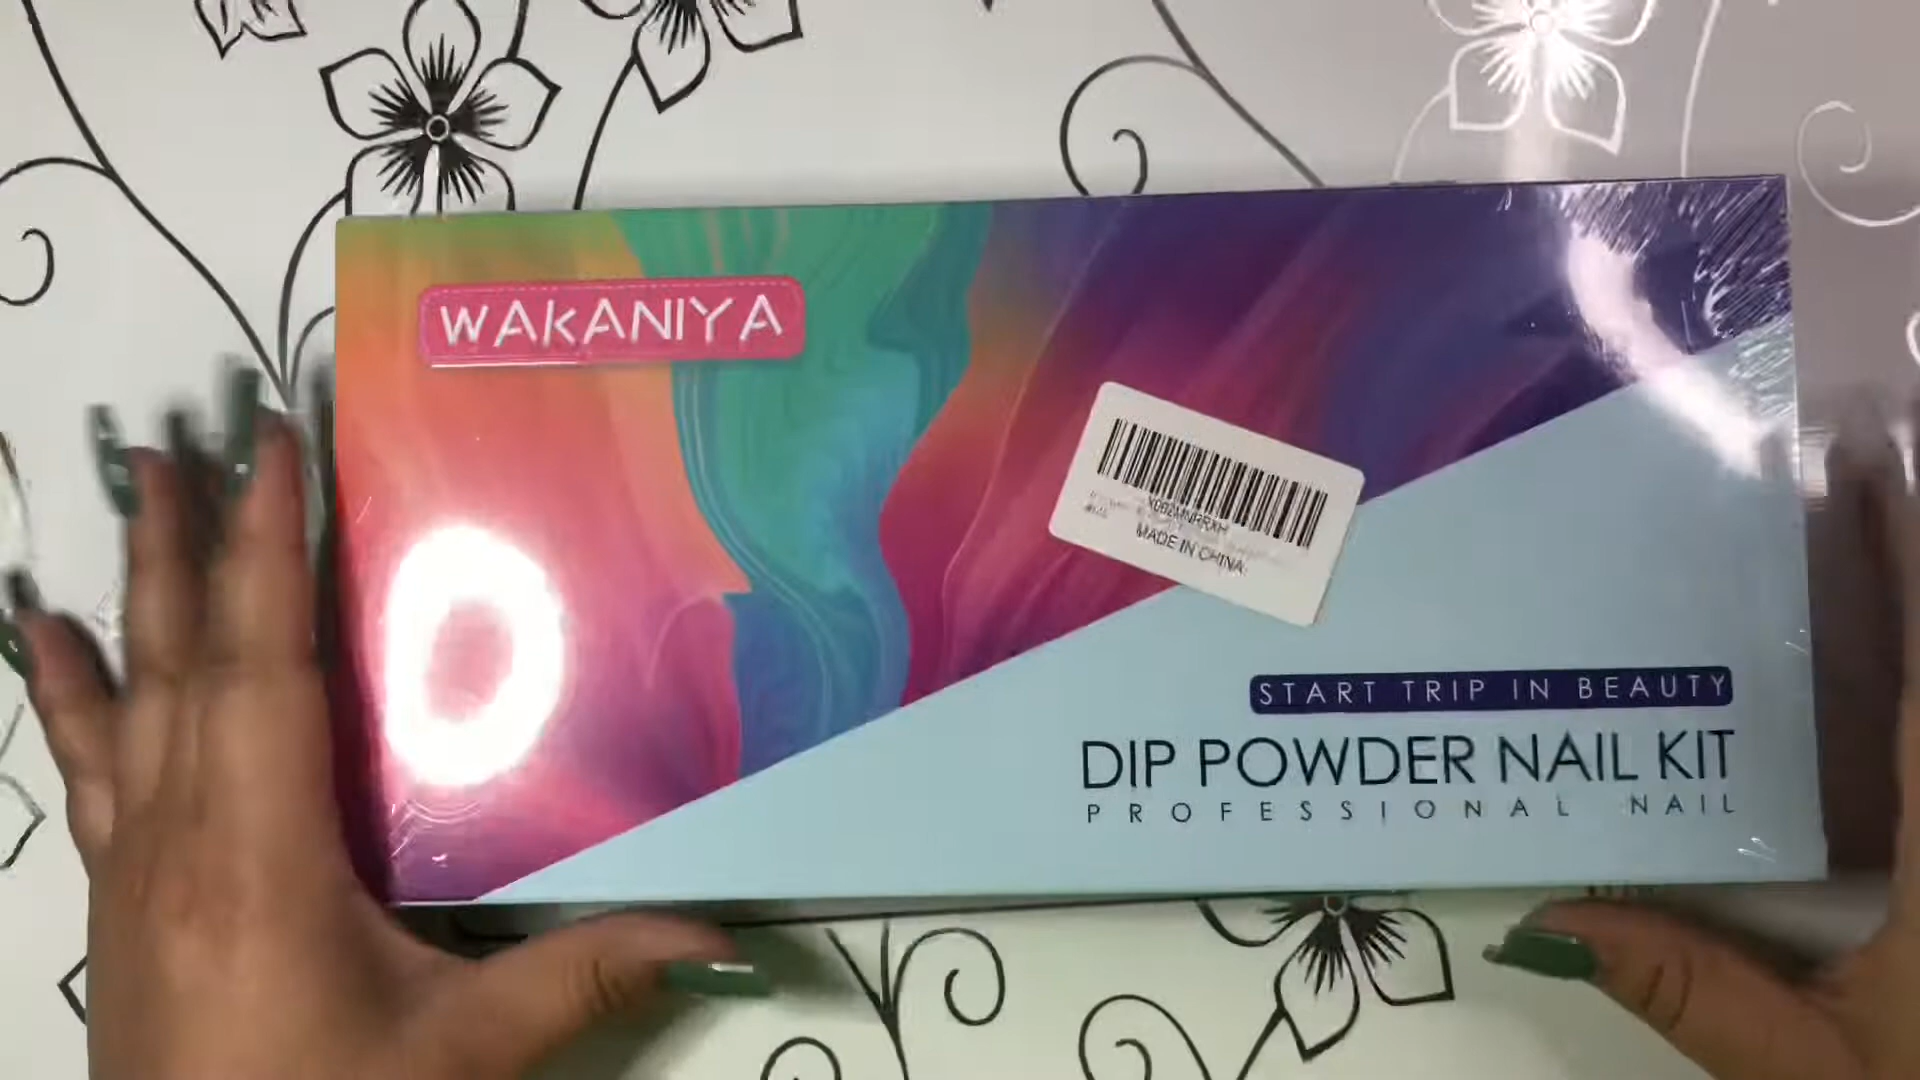 WAKANIYA
MADE IN CHINA
START TRIP IN BEAUTY
DIP POWDER NAIL KIT
PROFESSIONAL NAIL